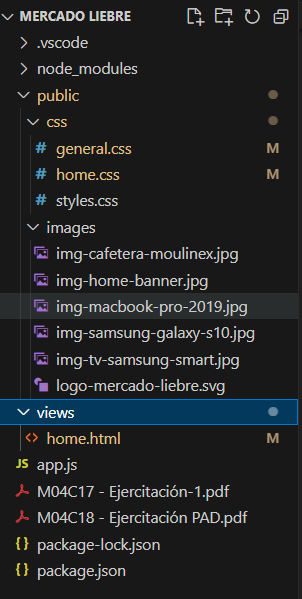 MERCADO LIEBRE
.vscode
node_modules
public
css
# general.css M
# home.css M
# styles.css
images
img-cafetera-moulinex.jpg
img-home-banner.jpg
img-macbook-pro-2019.jpg
img-samsung-galaxy-s10.jpg
img-tv-samsung-smart.jpg
logo-mercado-liebre.svg
views
<> home.html M
JS app.js
M04C17 - Ejercitación-1.pdf
M04C18 - Ejercitación PAD.pdf
{} package-lock.json
{} package.json